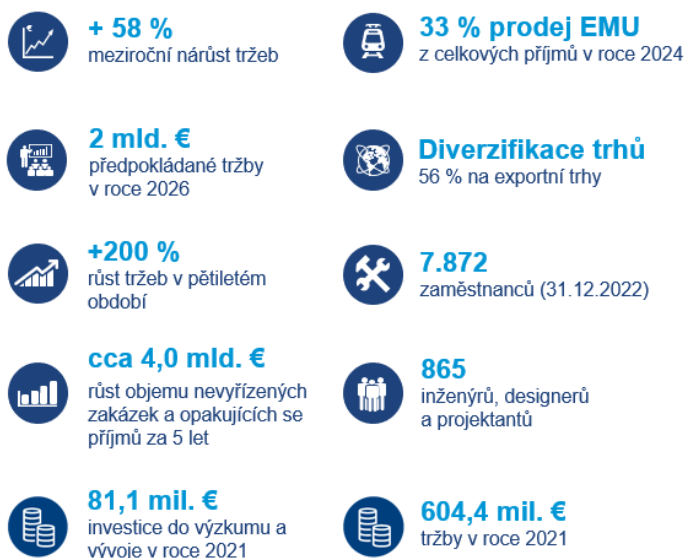 + 58 %
meziroční nárůst tržeb
33 % prodej EMU
z celkových příjmů v roce 2024
2 mld. €
předpokládané tržby
v roce 2026
Diverzifikace trhů
56 % na exportní trhy
+200 %
růst tržeb v pětiletém
období
7.872
zaměstnanců (31.12.2022)
cca 4,0 mld. €
růst objemu nevyřízených
zakázek a opakujících se
příjmů za 5 let
865
inženýrů, designerů
a projektantů
81,1 mil. €
investice do výzkumu a
vývoje v roce 2021
604,4 mil. €
tržby v roce 2021